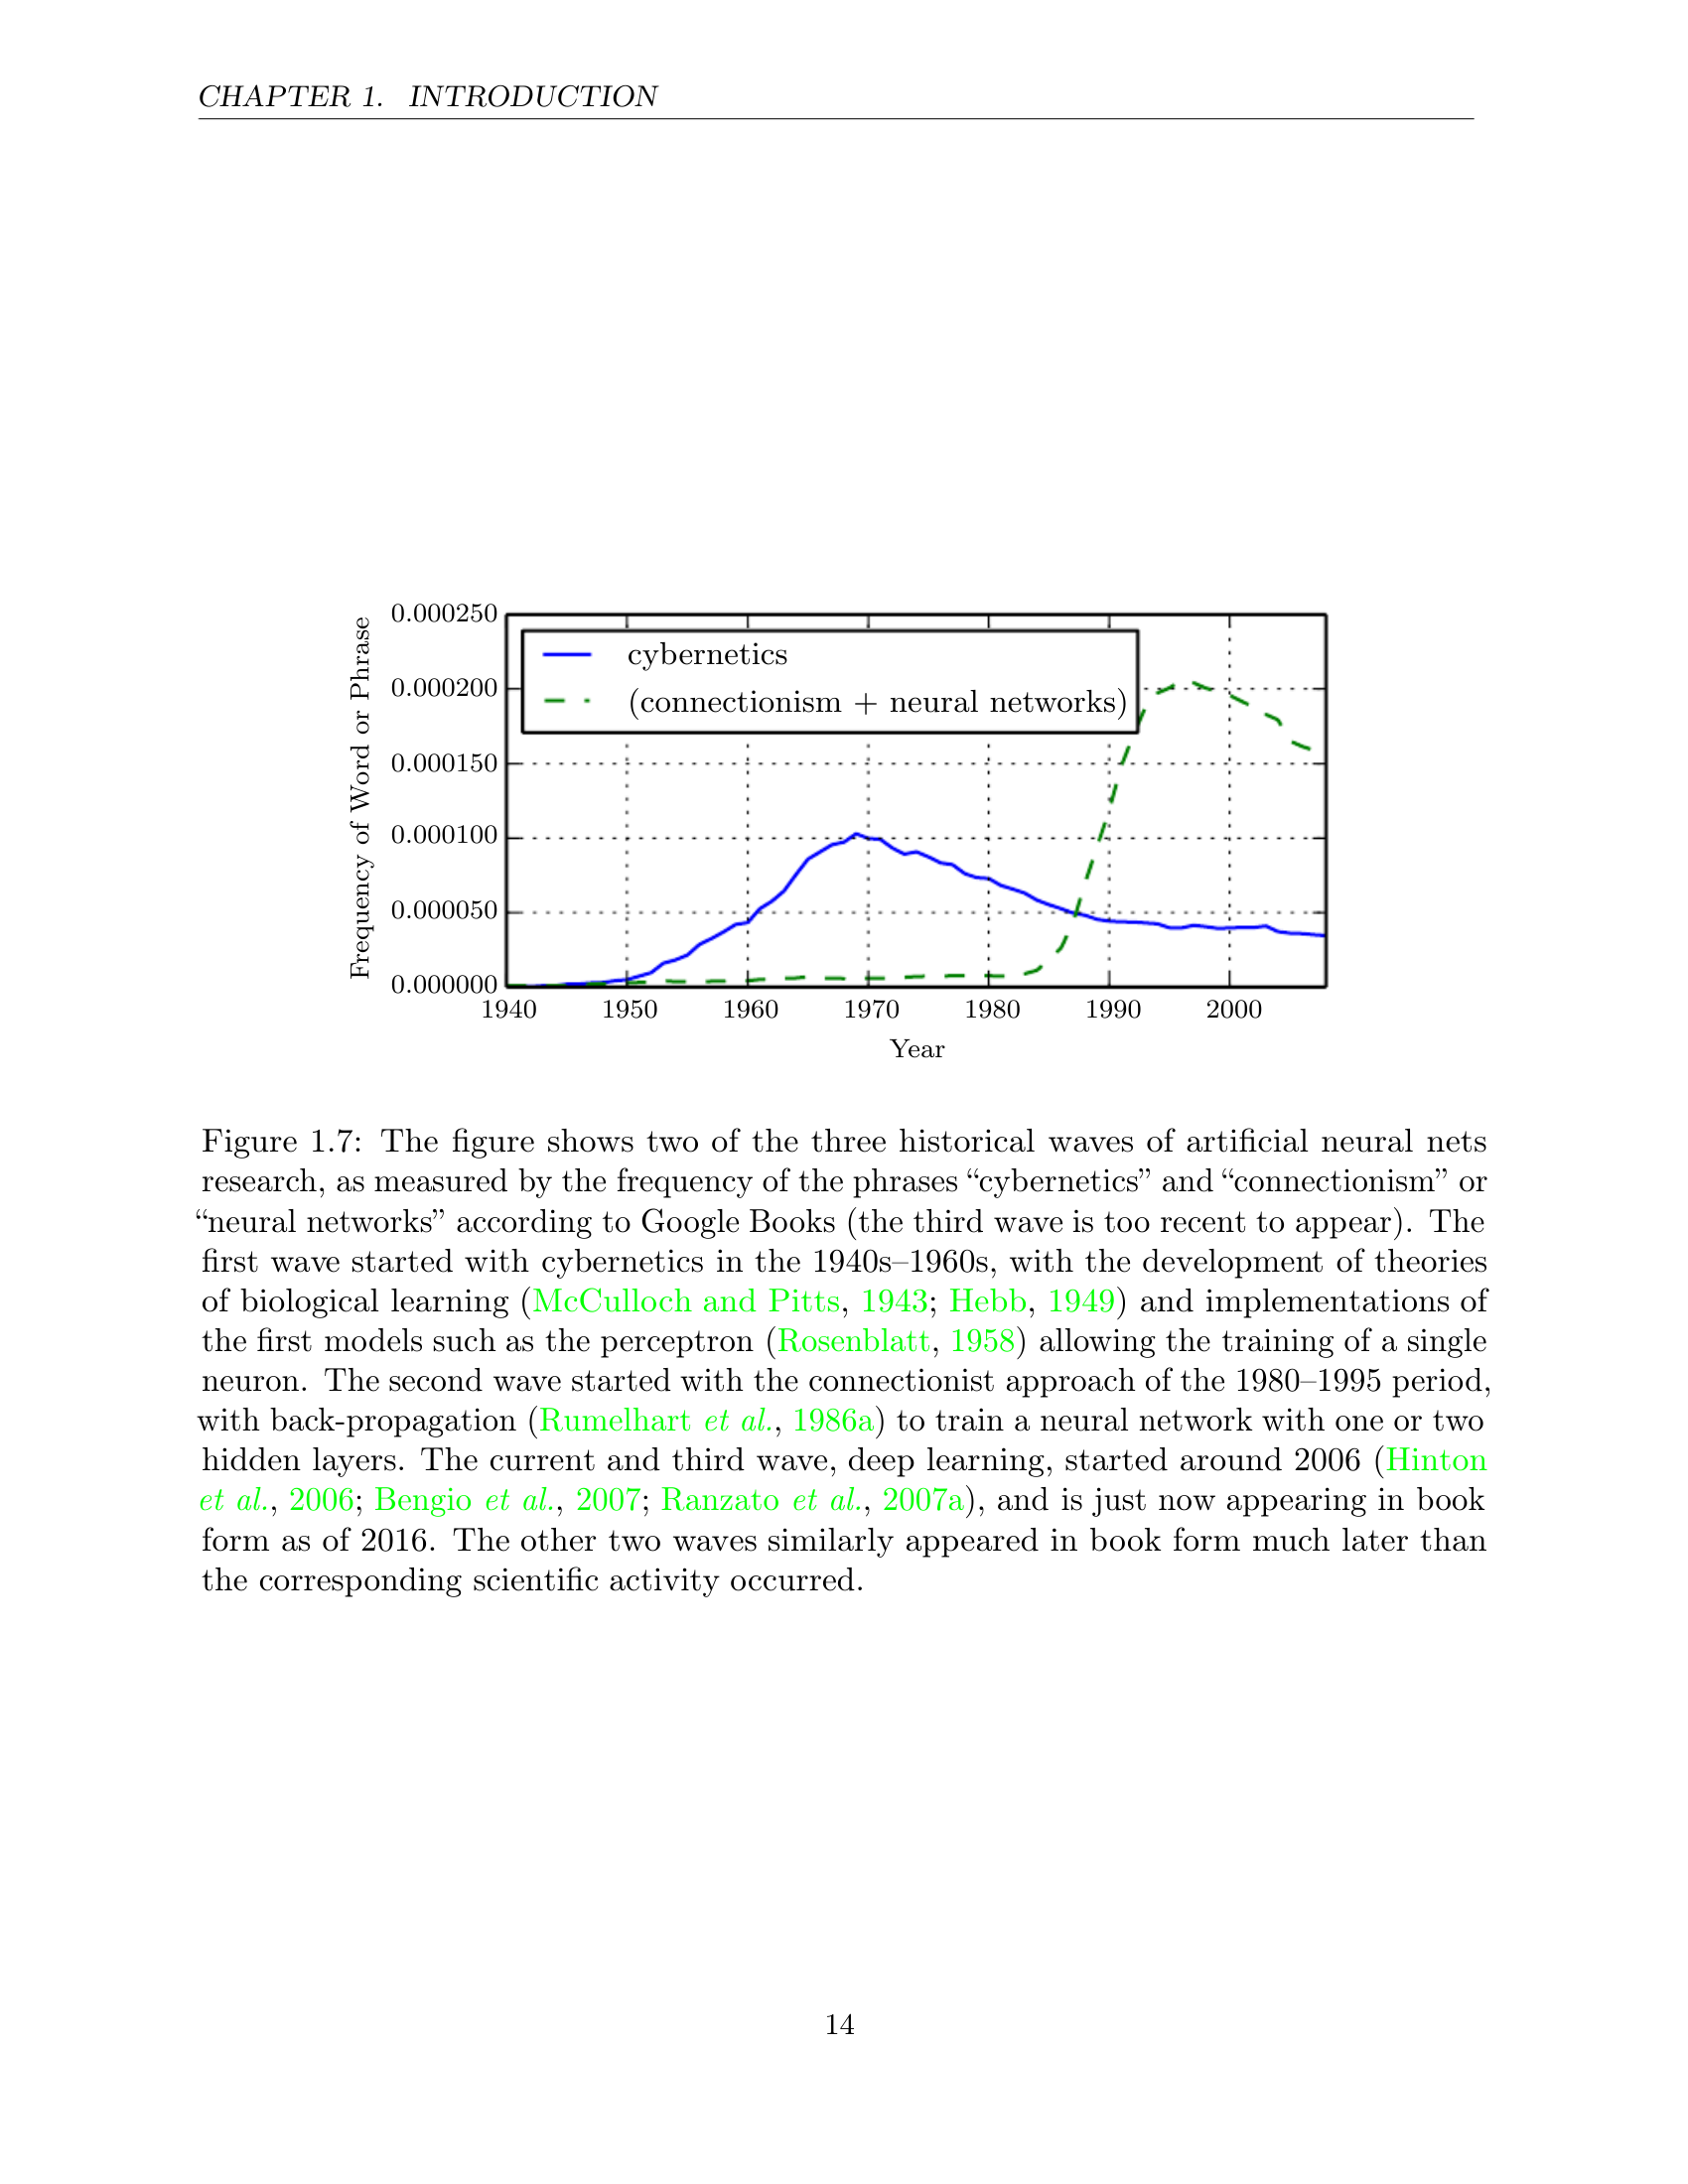 CHAPTER 1. INTRODUCTION
0.000250
0.000200
0.000150
0.000100
0.000050
0.000000
Frequency of Word or Phrase
cybernetics
(connectionism + neural networks)
1940 1950 1960 1970 1980 1990 2000
Year
Figure 1.7: The figure shows two of the three historical waves of artificial neural nets
research, as measured by the frequency of the phrases “cybernetics” and “connectionism” or
“neural networks” according to Google Books (the third wave is too recent to appear). The
first wave started with cybernetics in the 1940s–1960s, with the development of theories
of biological learning (McCulloch and Pitts, 1943; Hebb, 1949) and implementations of
the first models such as the perceptron (Rosenblatt, 1958) allowing the training of a single
neuron. The second wave started with the connectionist approach of the 1980–1995 period,
with back-propagation (Rumelhart et al., 1986a) to train a neural network with one or two
hidden layers. The current and third wave, deep learning, started around 2006 (Hinton
et al., 2006; Bengio et al., 2007; Ranzato et al., 2007a), and is just now appearing in book
form as of 2016. The other two waves similarly appeared in book form much later than
the corresponding scientific activity occurred.
14